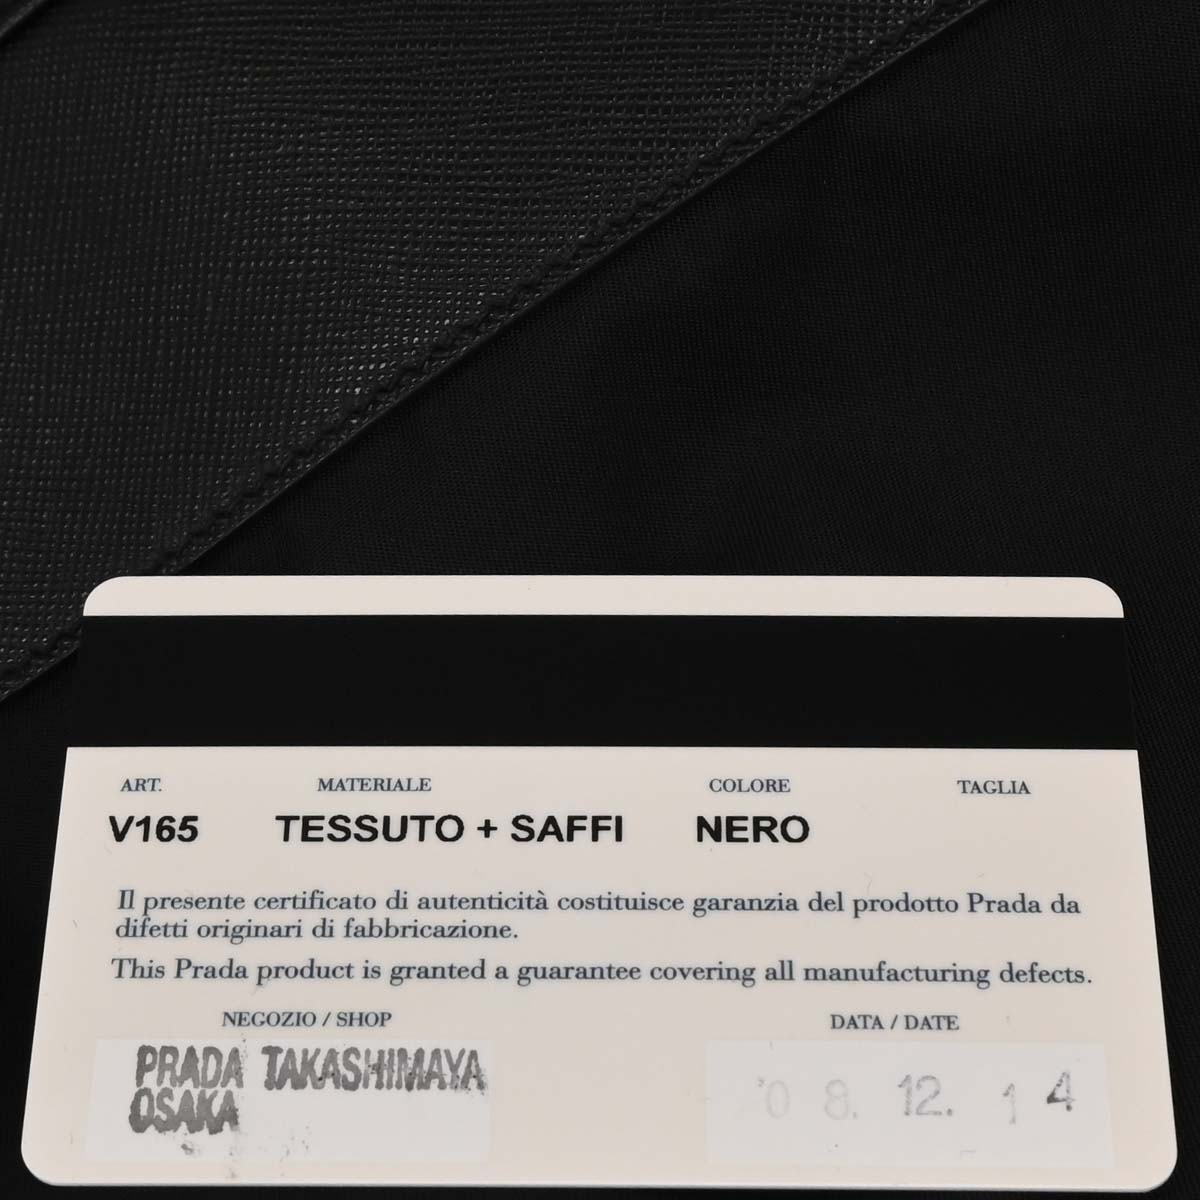 ART. MATERIALE COLORE TAGLIA
V165 TESSUTO + SAFFI NERO
Il presente certificato di autenticità costituisce garanzia del prodotto Prada da
difetti originari di fabbricazione.
This Prada product is granted a guarantee covering all manufacturing defects.
NEGOZIO / SHOP DATA / DATE
PRADA TAKASHIMAYA
OSAKA
'08. 12. 14